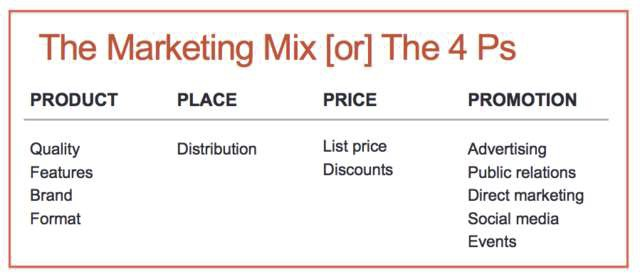 The Marketing Mix [or] The 4 Ps
PRODUCT PLACE PRICE PROMOTION
Quality Distribution List price Advertising
Features Discounts Public relations
Brand Direct marketing
Format Social media
Events